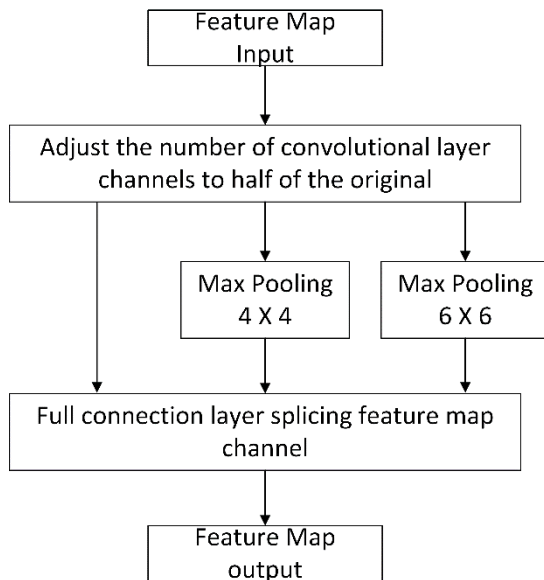 Feature Map
Input
Adjust the number of convolutional layer
channels to half of the original
Max Pooling
4 X 4
Max Pooling
6 X 6
Full connection layer splicing feature map
channel
Feature Map
output